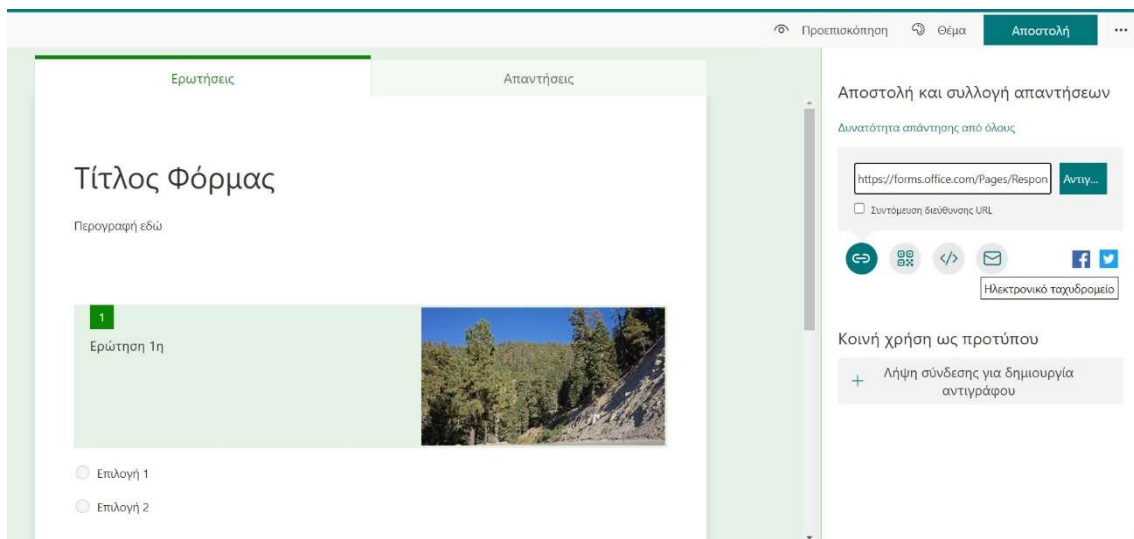 Προεπισκόπηση Θέμα Αποστολή ...
Ερωτήσεις Απαντήσεις
Τίτλος Φόρμας
Περογραφή εδώ
1
Ερώτηση 1η
Επιλογή 1
Επιλογή 2
Αποστολή και συλλογή απαντήσεων
Δυνατότητα απάντησης από όλους
https://forms.office.com/Pages/Respon Αντιγ...
Συντόμευση διεύθυνσης URL
Ηλεκτρονικό ταχυδρομείο
Κοινή χρήση ως προτύπου
+ Λήψη σύνδεσης για δημιουργία
αντιγράφου